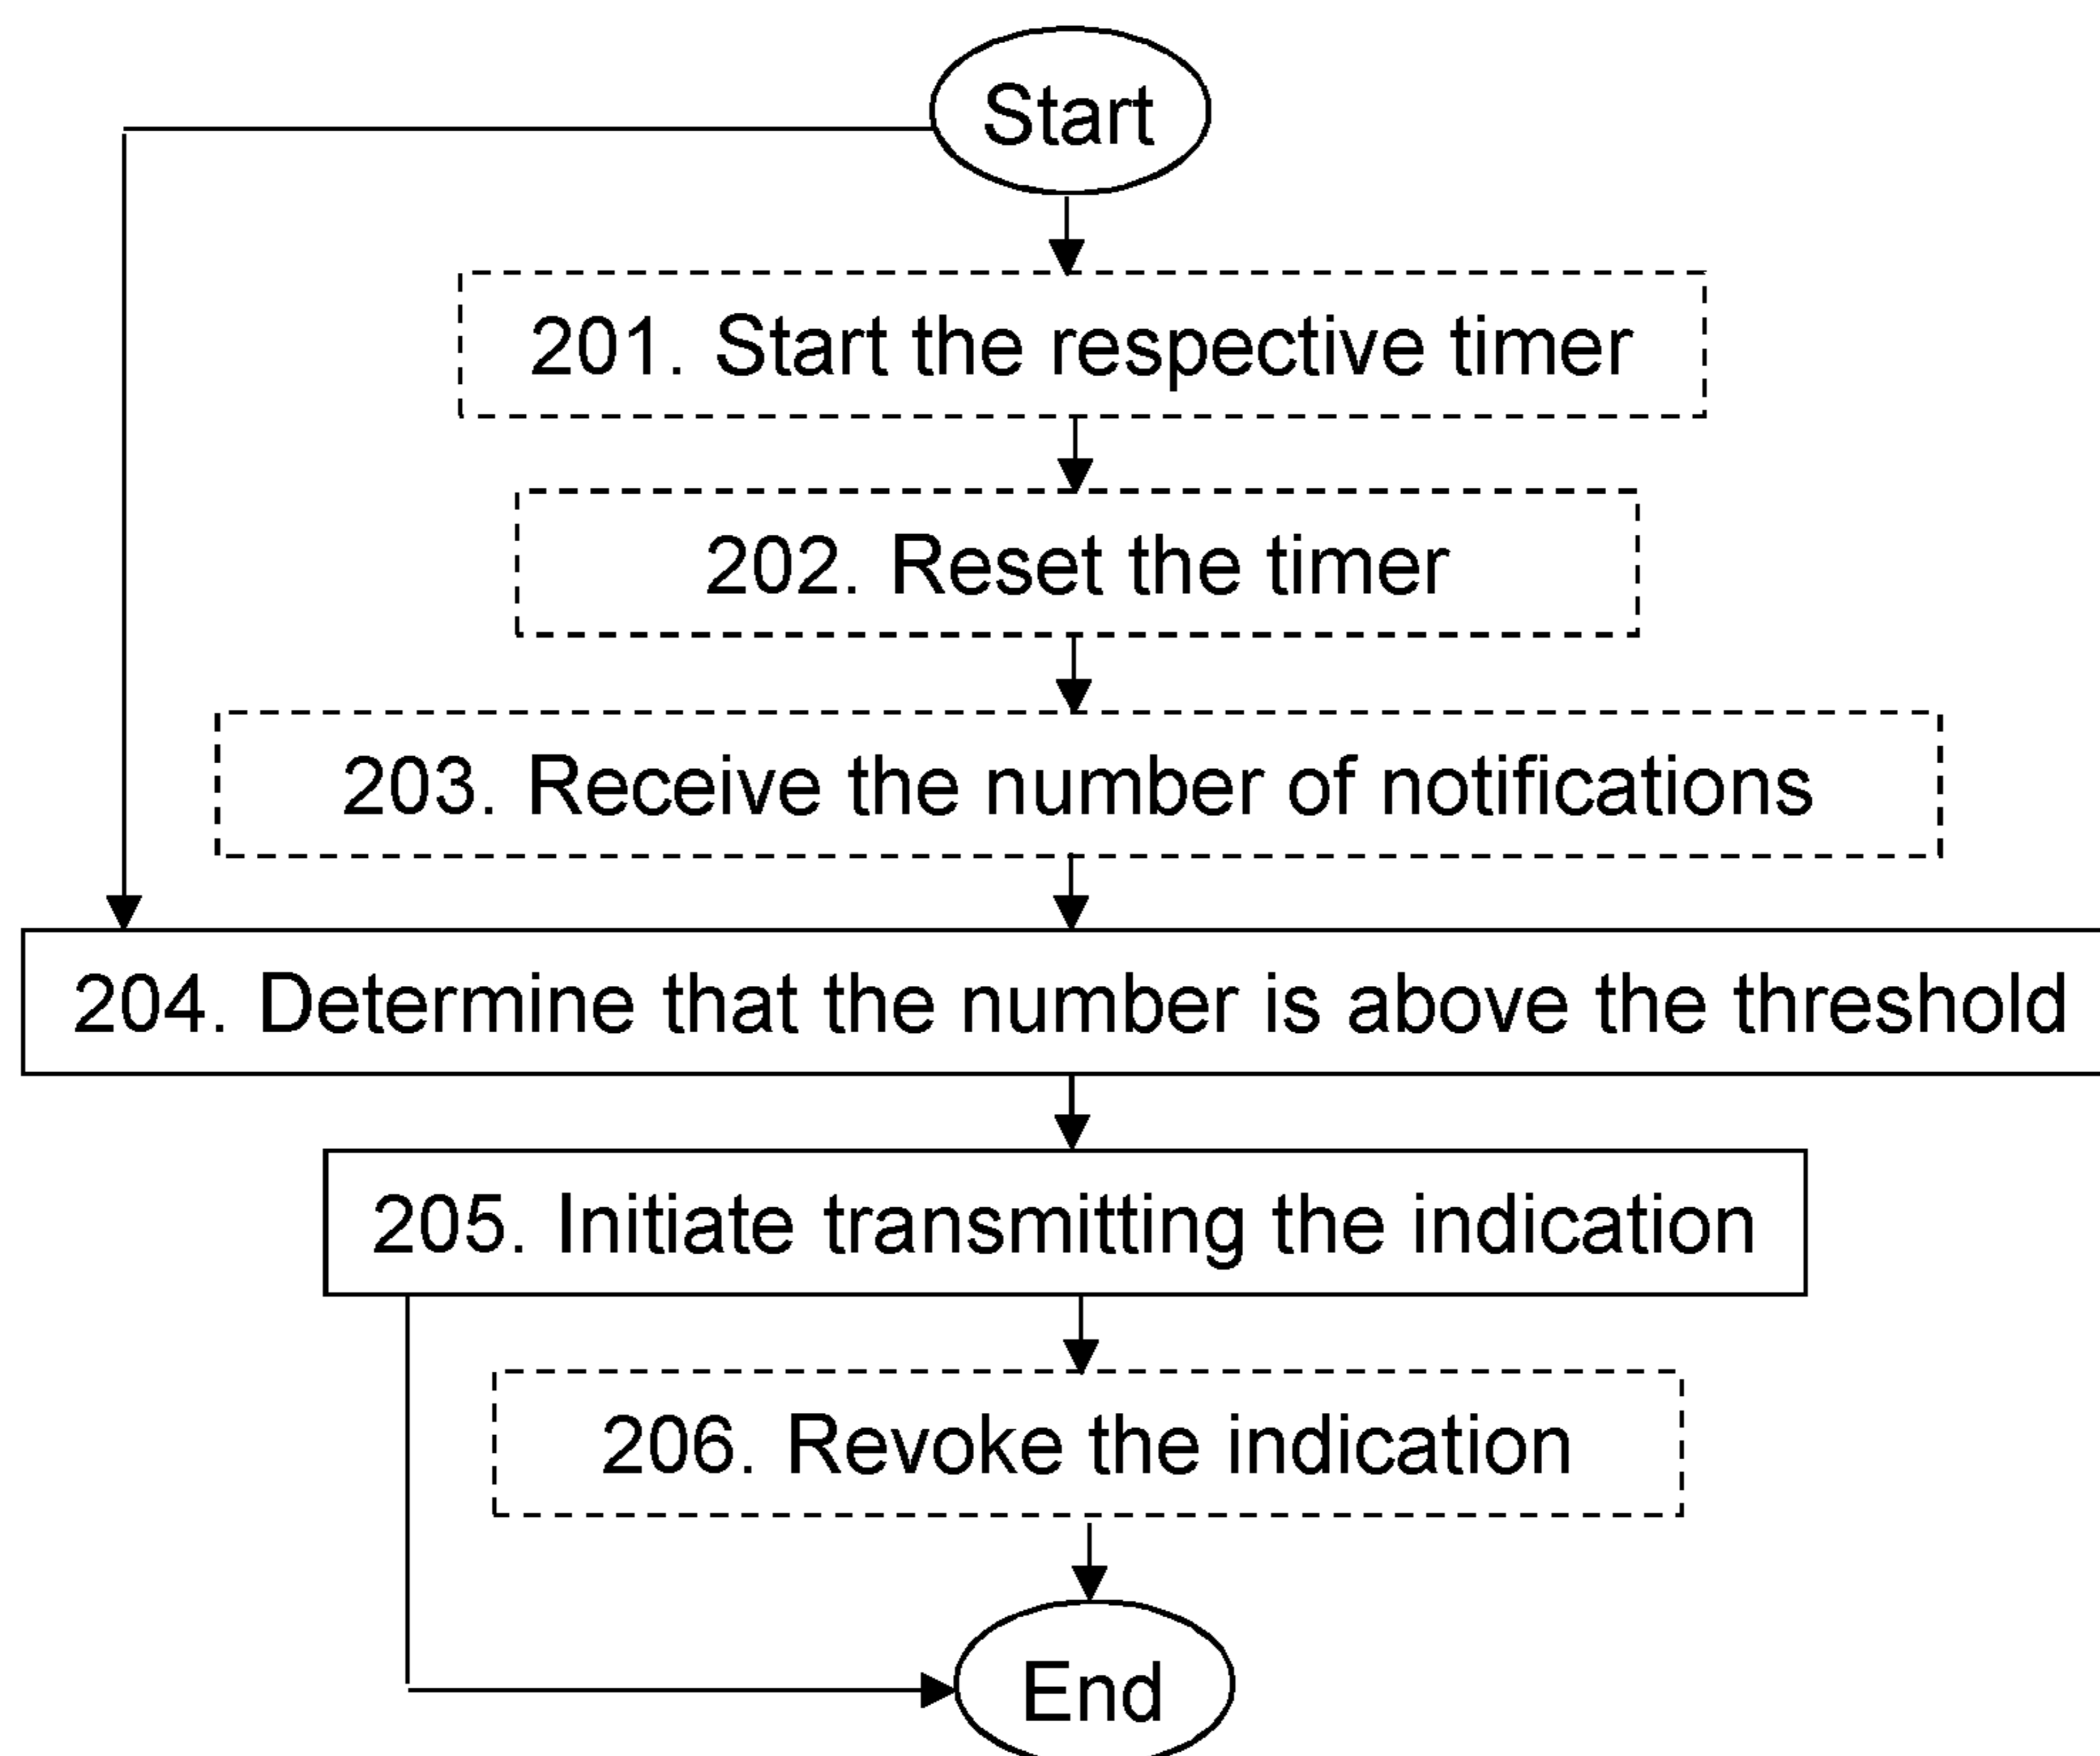 Start
201. Start the respective timer
202. Reset the timer
203. Receive the number of notifications
204. Determine that the number is above the threshold
205. Initiate transmitting the indication
206. Revoke the indication
End